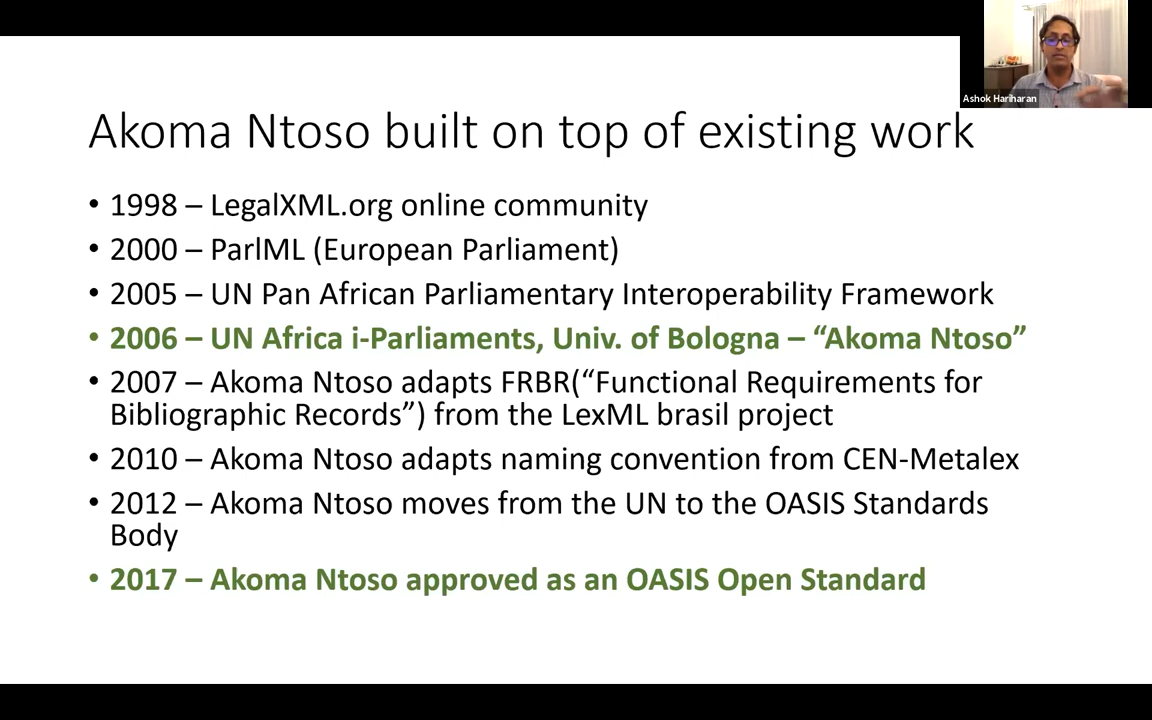 Ashok Hariharan
Akoma Ntoso built on top of existing work
• 1998 – LegalXML.org online community
• 2000 – ParlML (European Parliament)
• 2005 – UN Pan African Parliamentary Interoperability Framework
• 2006 – UN Africa i-Parliaments, Univ. of Bologna – “Akoma Ntoso”
• 2007 – Akoma Ntoso adapts FRBR(“Functional Requirements for
Bibliographic Records”) from the LexML brasil project
• 2010 – Akoma Ntoso adapts naming convention from CEN-Metalex
• 2012 – Akoma Ntoso moves from the UN to the OASIS Standards
Body
• 2017 – Akoma Ntoso approved as an OASIS Open Standard